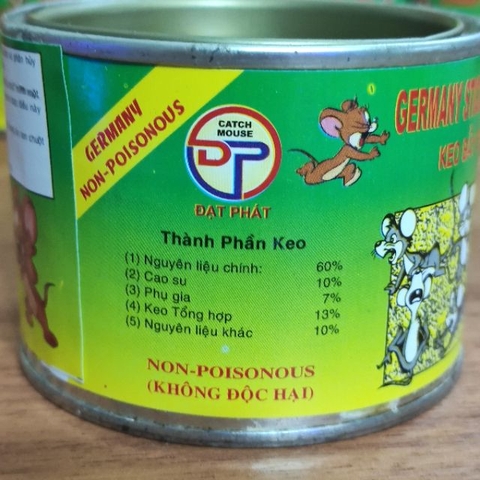 GERMANY
NON-POISONOUS
CATCH
MOUSE
DP
ĐẠT PHÁT
Thành Phần Keo
(1) Nguyên liệu chính: 60%
(2) Cao su 10%
(3) Phụ gia 7%
(4) Keo Tổng hợp 13%
(5) Nguyên liệu khác 10%
NON-POISONOUS
(KHÔNG ĐỘC HẠI)
GERMANY
KEO